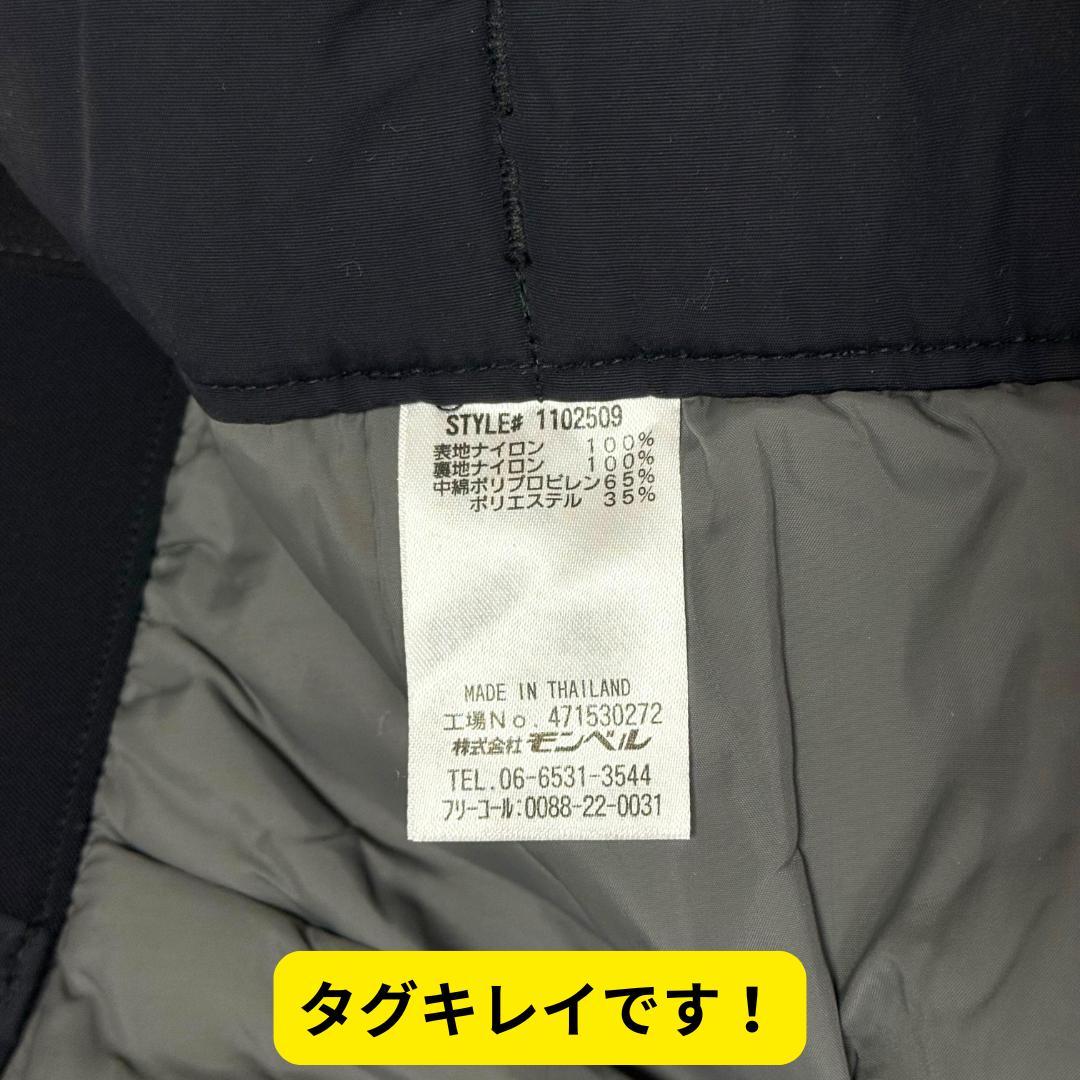 STYLE# 1102509
表地ナイロン 100%
裏地ナイロン 100%
中綿ポリプロピレン65%
ポリエステル 35%
MADE IN THAILAND
工場No. 471530272
株式会社 モンベル
TEL.06-6531-3544
フリーコール:0088-22-0031
タグキレイです！